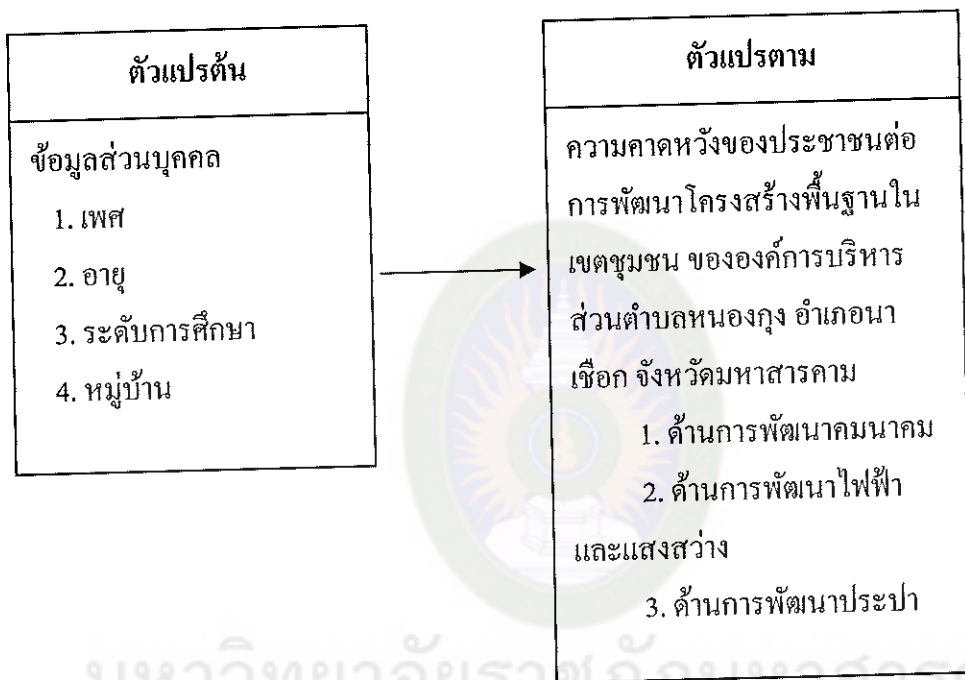 ตัวแปรต้น
ข้อมูลส่วนบุคคล
1. เพศ
2. อายุ
3. ระดับการศึกษา
4. หมู่บ้าน
ตัวแปรตาม
ความคาดหวังของประชาชนต่อ
การพัฒนาโครงสร้างพื้นฐานใน
เขตชุมชน ขององค์การบริหาร
ส่วนตำบลหนองกุง อำเภอนา
เชือก จังหวัดมหาสารคาม
1. ด้านการพัฒนาคมนาคม
2. ด้านการพัฒนาไฟฟ้า
และแสงสว่าง
3. ด้านการพัฒนาประปา